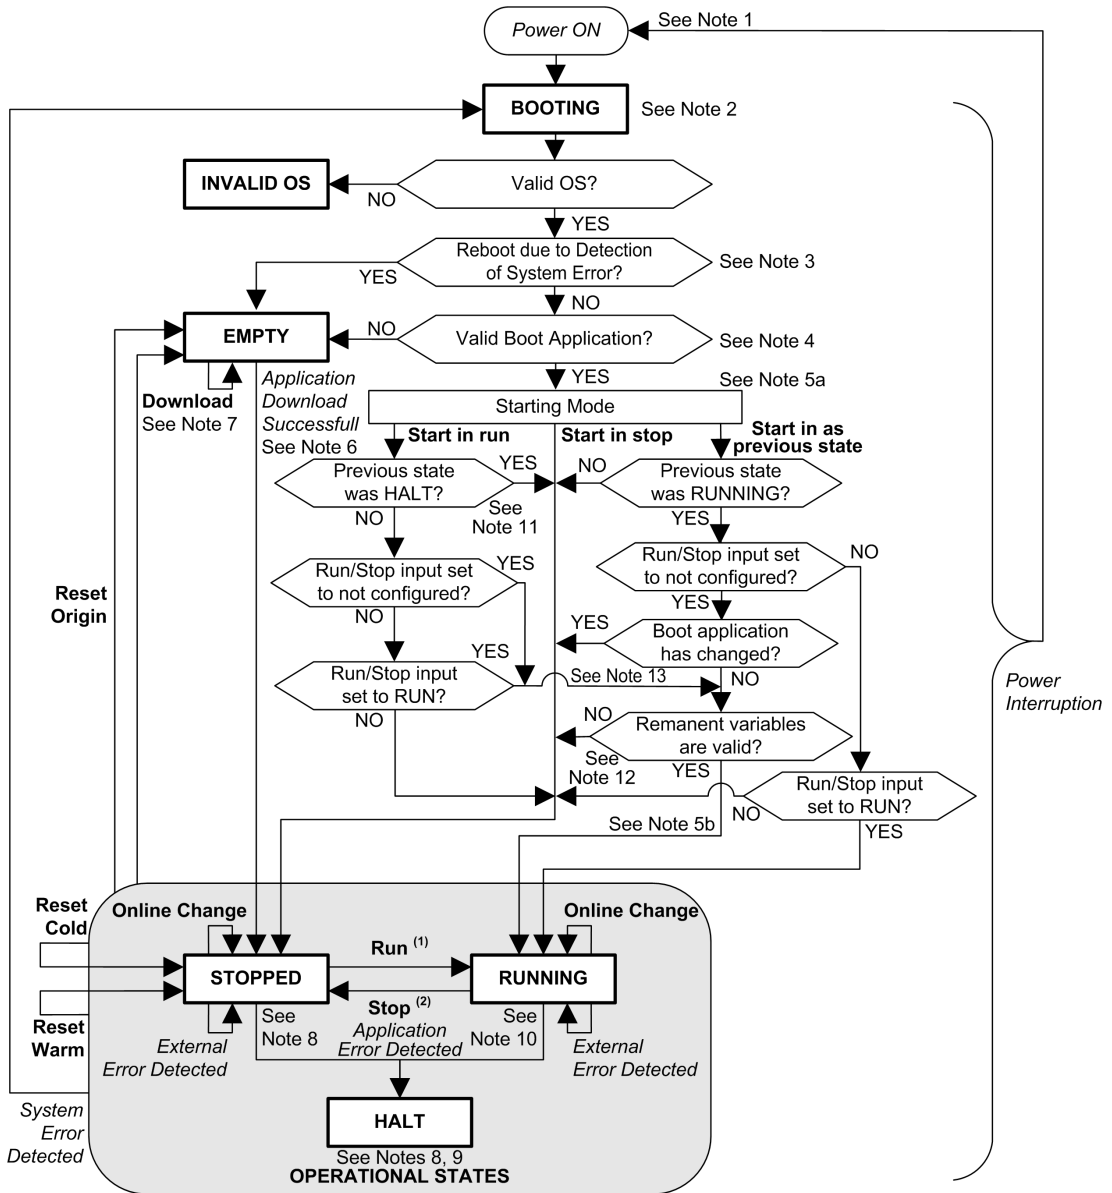 Power ON
See Note 1
BOOTING
See Note 2
INVALID OS
NO
Valid OS?
YES
Reboot due to Detection
of System Error?
See Note 3
YES
NO
EMPTY
NO
Valid Boot Application?
See Note 4
YES
See Note 5a
Download
See Note 7
Application
Download
Successfull
See Note 6
Starting Mode
Start in run
Start in stop
Start in as
previous state
Previous state
was HALT?
YES
See
Note 11
NO
NO
Previous state
was RUNNING?
YES
Run/Stop input set
to not configured?
YES
NO
Run/Stop input set
to not configured?
NO
YES
Reset
Origin
YES
Boot application
has changed?
NO
Run/Stop input
set to RUN?
YES
NO
See Note 13
NO
Remanent variables
are valid?
See
Note 12
YES
Run/Stop input
set to RUN?
NO
YES
See Note 5b
Power
Interruption
Reset
Cold
Online Change
Online Change
Run (1)
STOPPED
RUNNING
Stop (2)
Reset
Warm
See
Note 8
Application
Error Detected
See
Note 10
External
Error Detected
External
Error Detected
System
Error
Detected
HALT
See Notes 8, 9
OPERATIONAL STATES